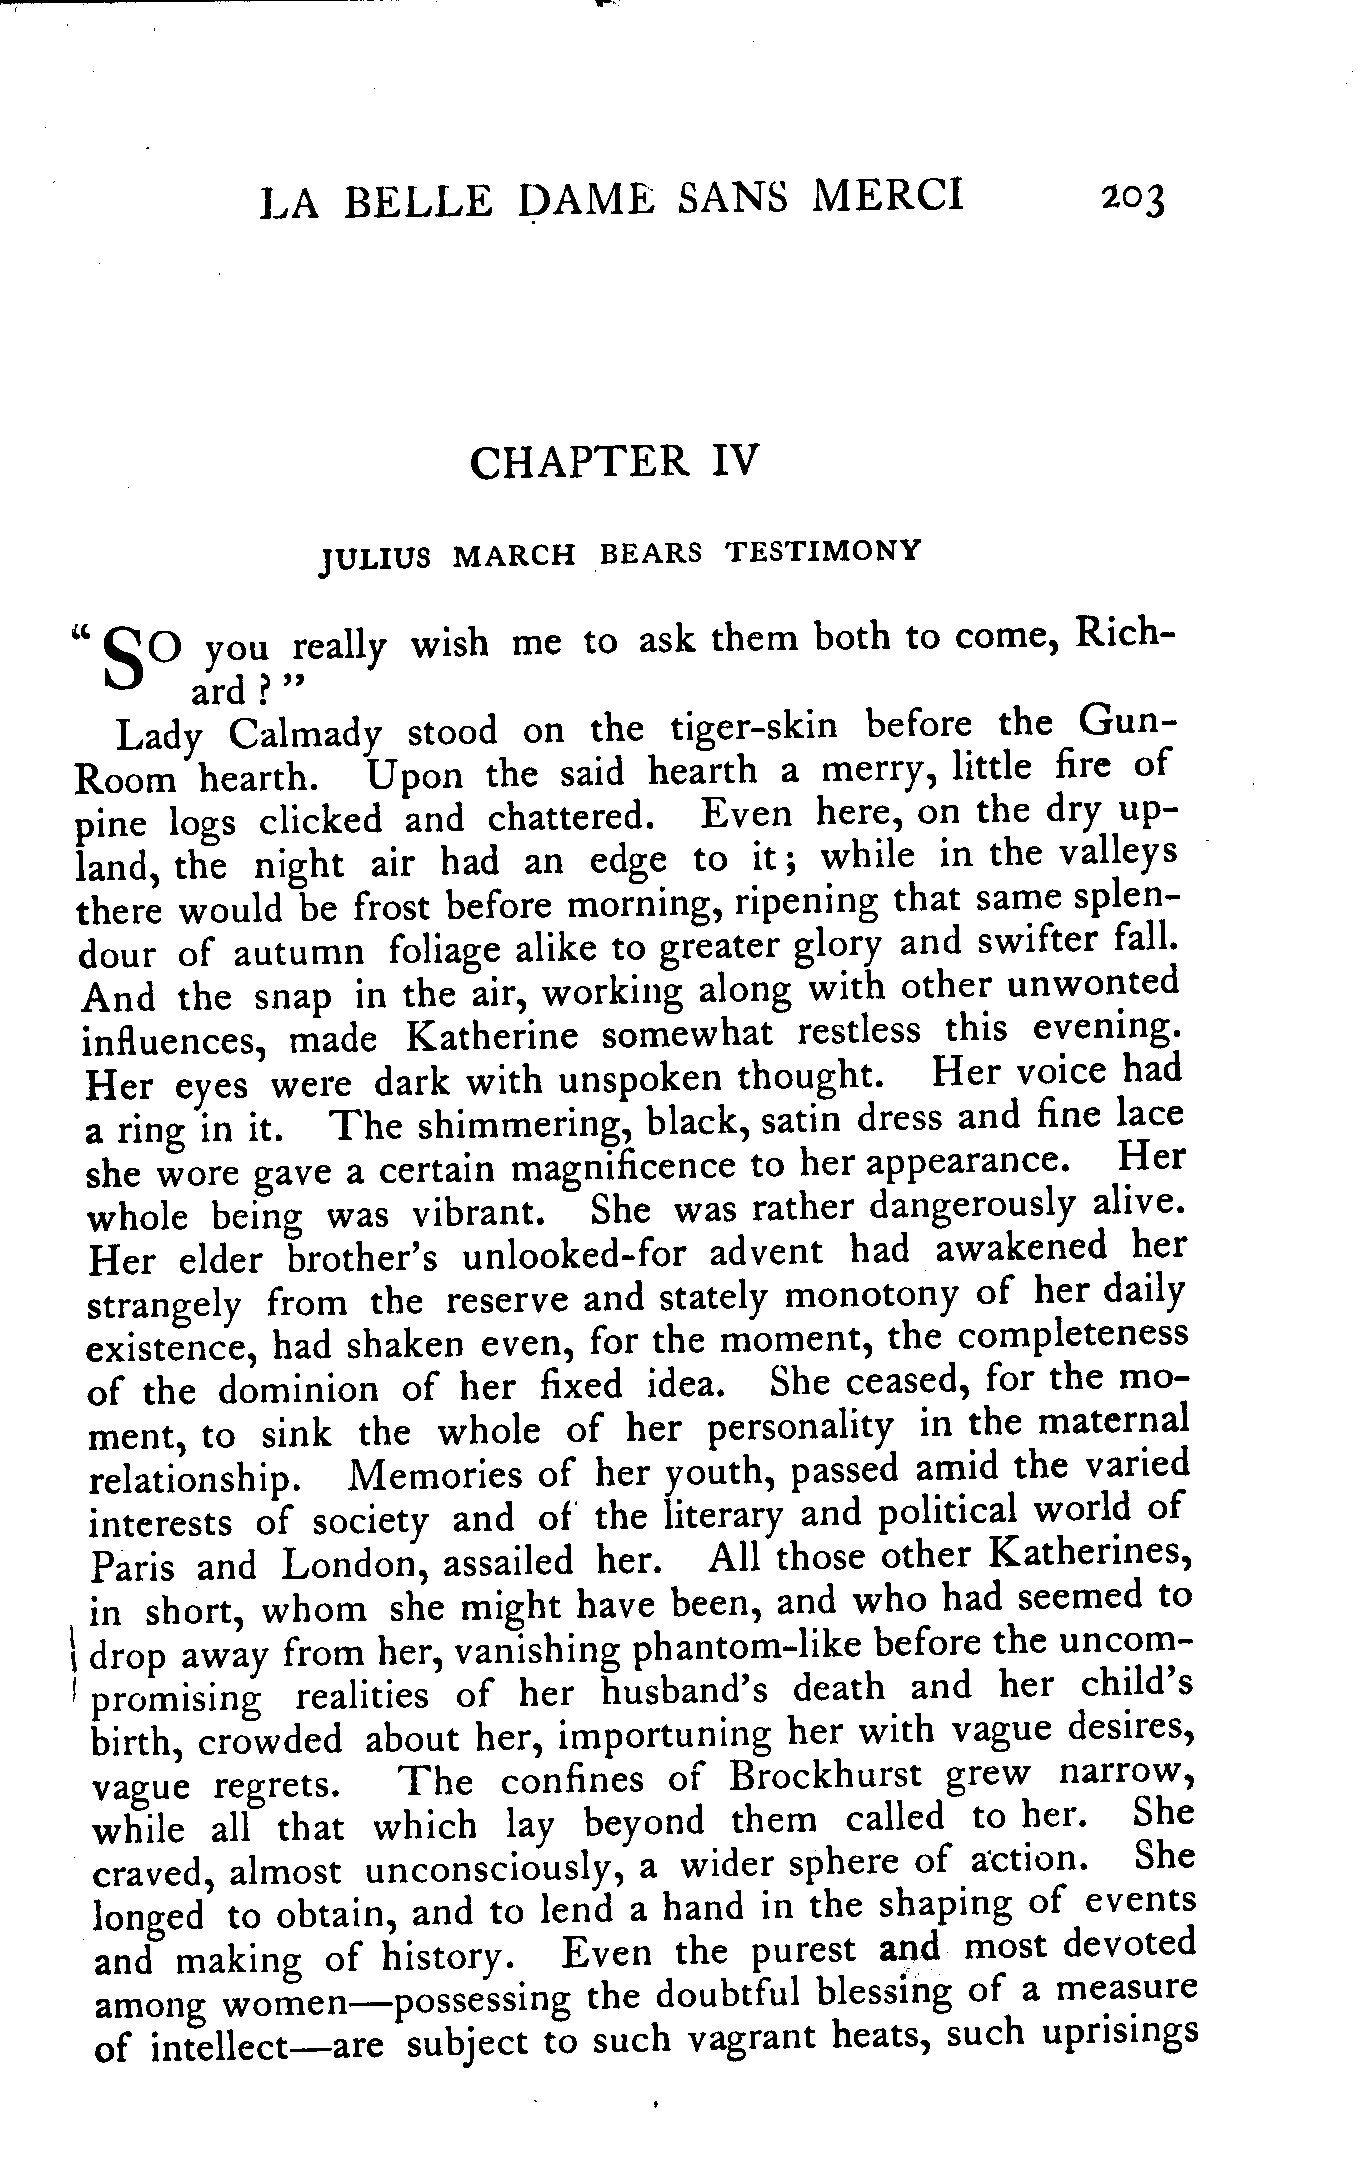 LA BELLE DAME SANS MERCI 203
CHAPTER IV
JULIUS MARCH BEARS TESTIMONY
“SO you really wish me to ask them both to come, Rich-
ard ?”
Lady Calmady stood on the tiger-skin before the Gun-
Room hearth. Upon the said hearth a merry, little fire of
pine logs clicked and chattered. Even here, on the dry up-
land, the night air had an edge to it; while in the valleys
there would be frost before morning, ripening that same splen-
dour of autumn foliage alike to greater glory and swifter fall.
And the snap in the air, working along with other unwonted
influences, made Katherine somewhat restless this evening.
Her eyes were dark with unspoken thought. Her voice had
a ring in it. The shimmering, black, satin dress and fine lace
she wore gave a certain magnificence to her appearance. Her
whole being was vibrant. She was rather dangerously alive.
Her elder brother’s unlooked-for advent had awakened her
strangely from the reserve and stately monotony of her daily
existence, had shaken even, for the moment, the completeness
of the dominion of her fixed idea. She ceased, for the mo-
ment, to sink the whole of her personality in the maternal
relationship. Memories of her youth, passed amid the varied
interests of society and of the literary and political world of
Paris and London, assailed her. All those other Katherines,
in short, whom she might have been, and who had seemed to
drop away from her, vanishing phantom-like before the uncom-
promising realities of her husband’s death and her child’s
birth, crowded about her, importuning her with vague desires,
vague regrets. The confines of Brockhurst grew narrow,
while all that which lay beyond them called to her. She
craved, almost unconsciously, a wider sphere of action. She
longed to obtain, and to lend a hand in the shaping of events
and making of history. Even the purest and most devoted
among women—possessing the doubtful blessing of a measure
of intellect—are subject to such vagrant heats, such uprisings